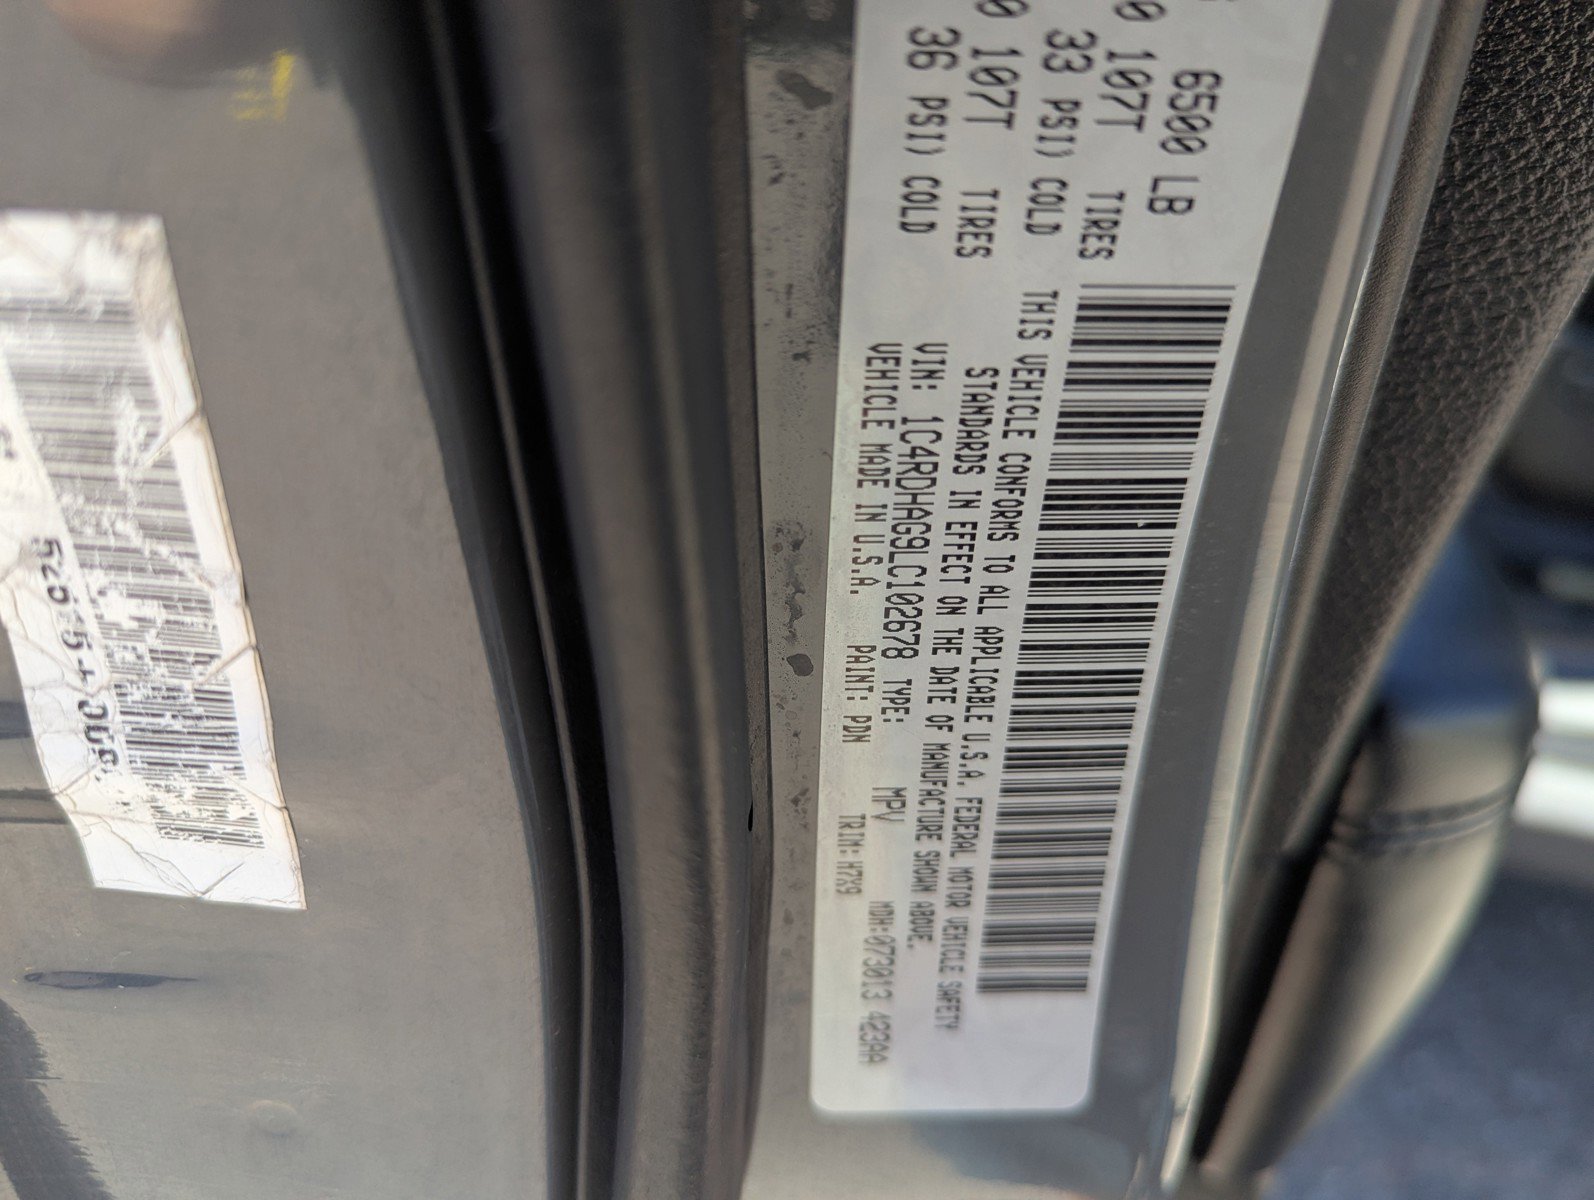 6500 LB
0 107T TIRES
33 PSI) COLD
0 107T TIRES
36 PSI) COLD
THIS VEHICLE CONFORMS TO ALL APPLICABLE U.S.A. FEDERAL MOTOR VEHICLE SAFETY
STANDARDS IN EFFECT ON THE DATE OF MANUFACTURE SHOWN ABOVE.
VIN: 1C4RDHAG9LC102678 TYPE: MPV MDH:073013 423AA
VEHICLE MADE IN U.S.A. PAINT: PDN TRIM: H7X9